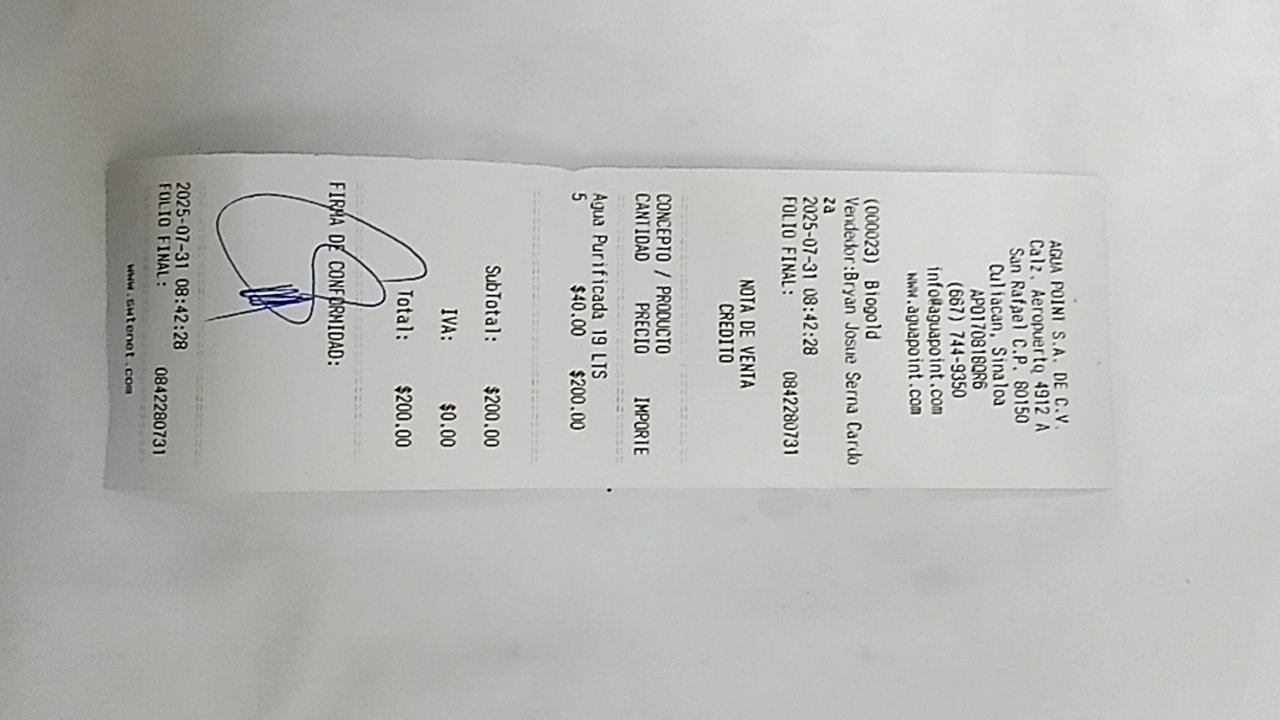 AGUA POINT S.A. DE C.V.
Calz. Aeropuerto 4912 A
San Rafael C.P. 80150
Culiacan, Sinaloa
APO170818QR6
(667) 744-9350
info@aguapoint.com
www.aguapoint.com
(000023) Biogold
Vendedor:Bryan Josue Serna Cardo
za
2025-07-31 08:42:28
FOLIO FINAL: 0842280731
NOTA DE VENTA
CREDITO
CONCEPTO / PRODUCTO
CANTIDAD PRECIO IMPORTE
Agua Purificada 19 LTS
5 $40.00 $200.00
SubTotal: $200.00
IVA: $0.00
Total: $200.00
FIRMA DE CONFORMIDAD:
2025-07-31 08:42:28
FOLIO FINAL: 0842280731
www.swtenet.com